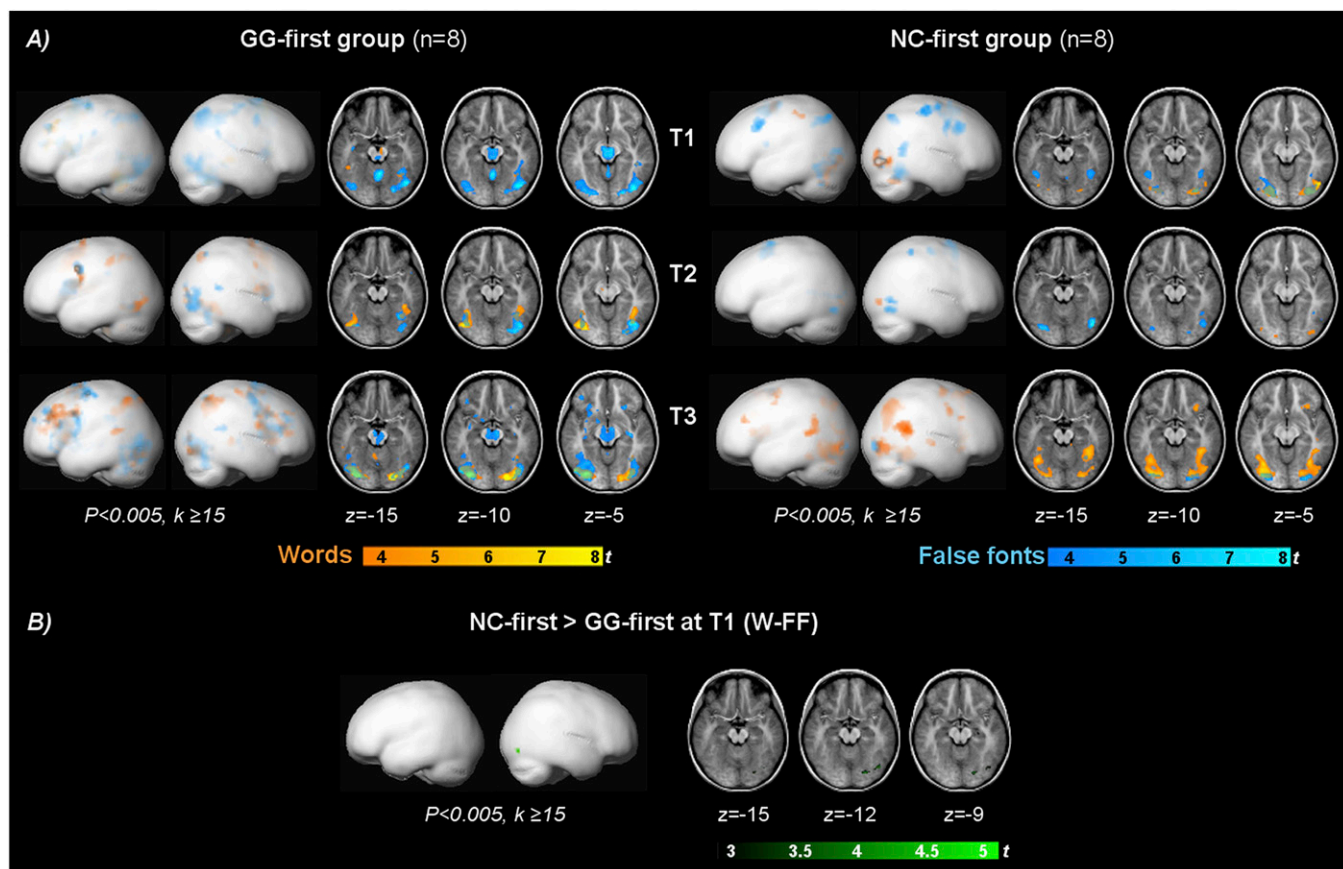 A)
GG-first group (n=8)
NC-first group (n=8)
T1
T2
T3
P<0.005, k ≥15
z=-15
z=-10
z=-5
P<0.005, k ≥15
z=-15
z=-10
z=-5
Words 4 5 6 7 8 t
False fonts 4 5 6 7 8 t
B)
NC-first > GG-first at T1 (W-FF)
P<0.005, k ≥15
z=-15
z=-12
z=-9
3 3.5 4 4.5 5 t